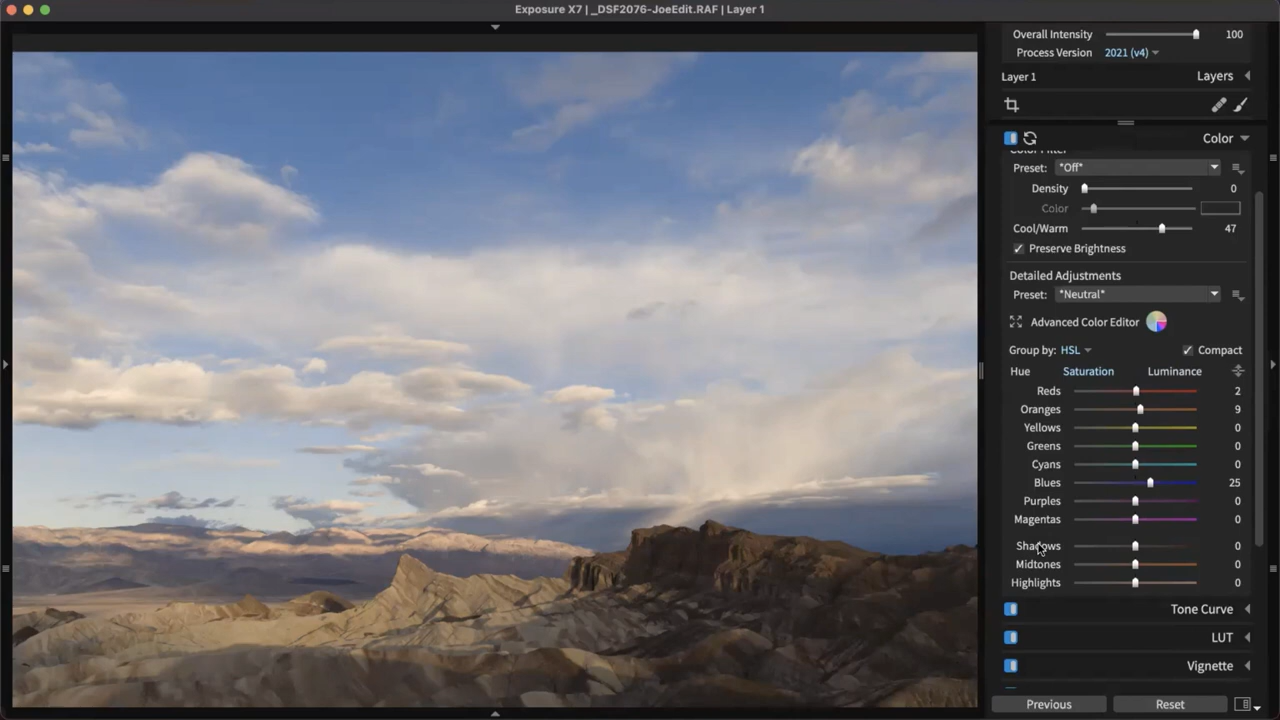 Exposure X7 | _DSF2076-JoeEdit.RAF | Layer 1
Overall Intensity 100
Process Version 2021 (v4)
Layer 1 Layers
Color
Color Filter
Preset: *Off*
Density 0
Color
Cool/Warm 47
Preserve Brightness
Detailed Adjustments
Preset: *Neutral*
Advanced Color Editor
Group by: HSL Compact
Hue Saturation Luminance
Reds 2
Oranges 9
Yellows 0
Greens 0
Cyans 0
Blues 25
Purples 0
Magentas 0
Shadows 0
Midtones 0
Highlights 0
Tone Curve
LUT
Vignette
Previous Reset